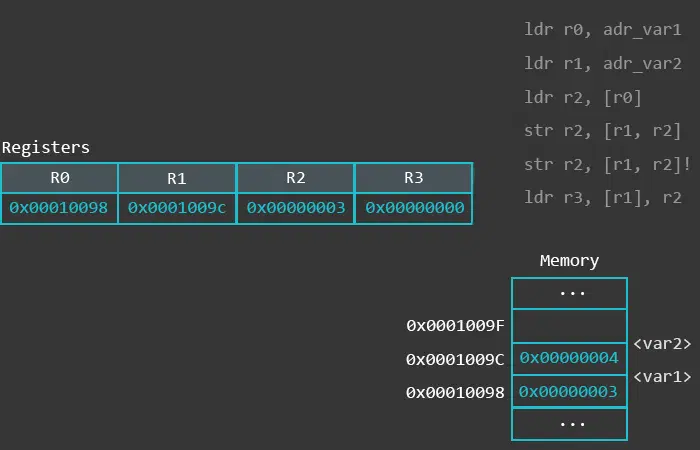 ldr r0, adr_var1
ldr r1, adr_var2
ldr r2, [r0]
str r2, [r1, r2]
str r2, [r1, r2]!
ldr r3, [r1], r2
Registers
R0 R1 R2 R3
0x00010098 0x0001009c 0x00000003 0x00000000
Memory
...
0x0001009F
<var2>
0x0001009C 0x00000004
<var1>
0x00010098 0x00000003
...